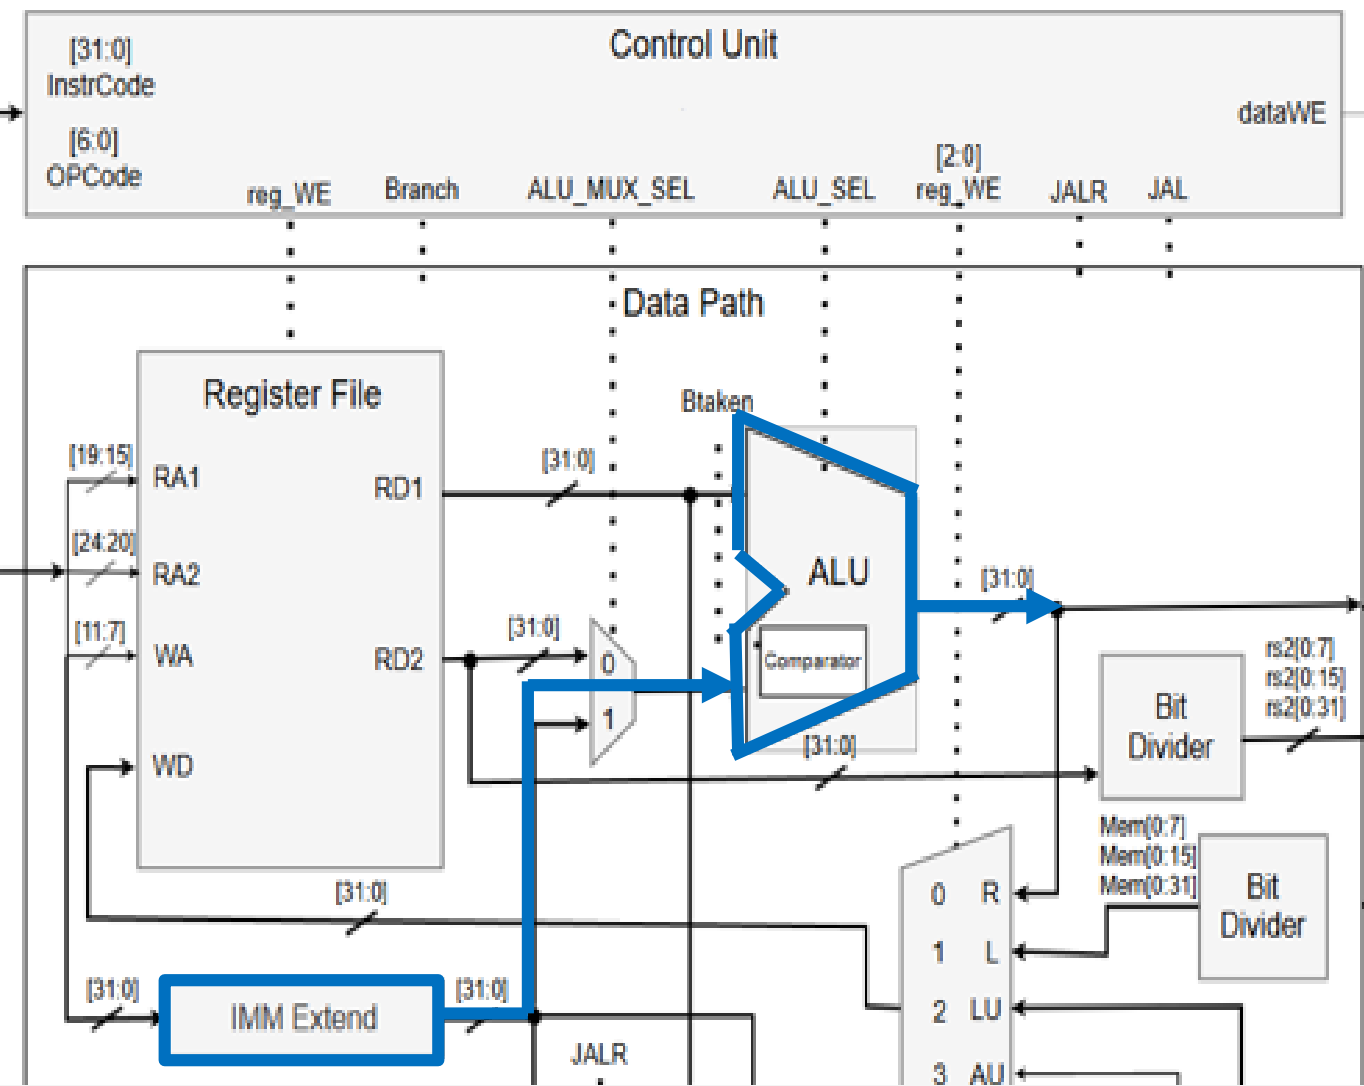 Control Unit
[31:0]
InstrCode
[6:0]
OPCode
dataWE
[2:0]
reg_WE
Branch
ALU_MUX_SEL
ALU_SEL
reg_WE
JALR
JAL
Data Path
Register File
Btaken
[19:15]
RA1
RD1
[31:0]
[24:20]
RA2
ALU
[31:0]
[11:7]
WA
RD2
[31:0]
0
Comparator
1
rs2[0:7]
rs2[0:15]
rs2[0:31]
Bit
Divider
WD
[31:0]
Mem[0:7]
Mem[0:15]
Mem[0:31]
Bit
Divider
[31:0]
0 R
1 L
2 LU
3 AU
[31:0]
IMM Extend
[31:0]
JALR